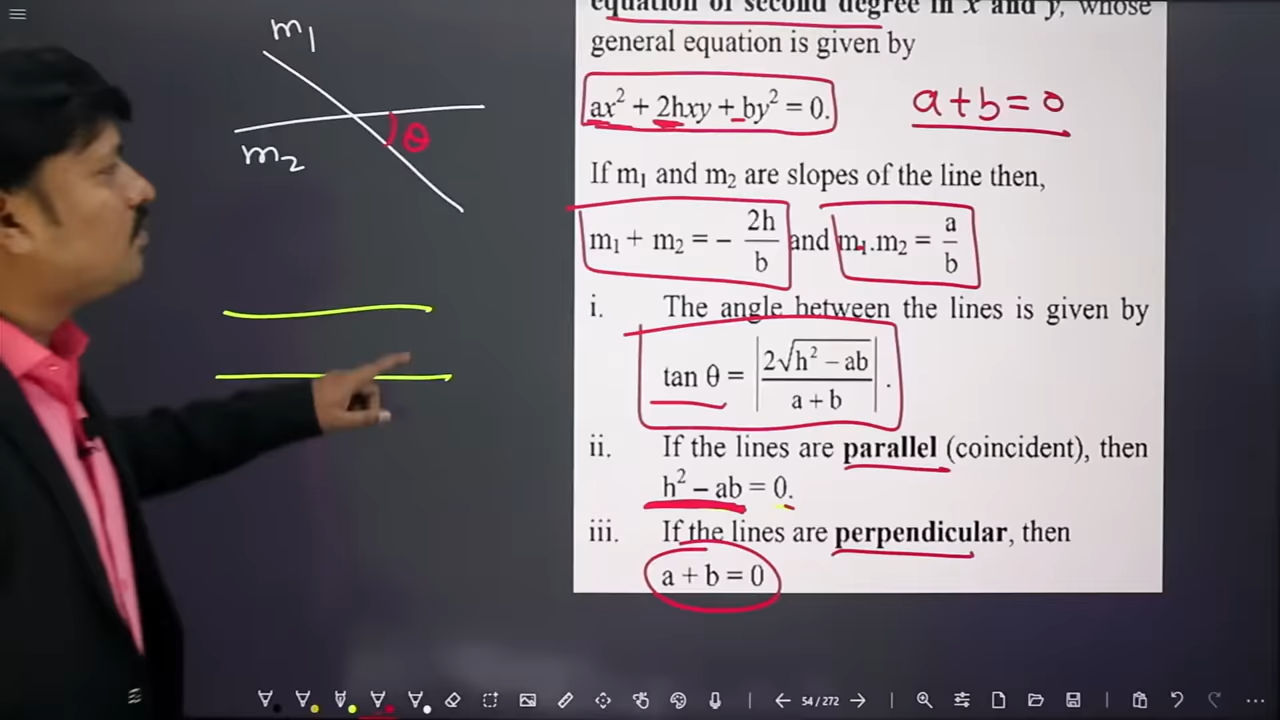 m₁
m₂
θ
equation of second degree in x and y, whose
general equation is given by
ax² + 2hxy + by² = 0.
a+b=0
If m₁ and m₂ are slopes of the line then,
m₁ + m₂ = – 2h/b and m₁.m₂ = a/b
i. The angle between the lines is given by
tan θ = |2√(h² – ab)/(a + b)|.
ii. If the lines are parallel (coincident), then
h² – ab = 0.
iii. If the lines are perpendicular, then
a + b = 0
54 / 272